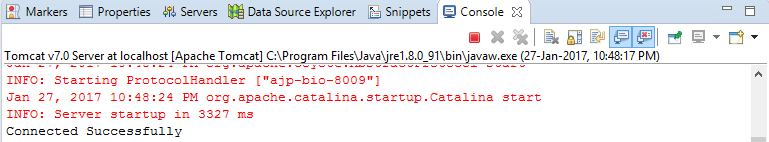 Markers Properties Servers Data Source Explorer Snippets Console
Tomcat v7.0 Server at localhost [Apache Tomcat] C:\Program Files\Java\jre1.8.0_91\bin\javaw.exe (27-Jan-2017, 10:48:17 PM)
INFO: Starting ProtocolHandler ["ajp-bio-8009"]
Jan 27, 2017 10:48:24 PM org.apache.catalina.startup.Catalina start
INFO: Server startup in 3327 ms
Connected Successfully